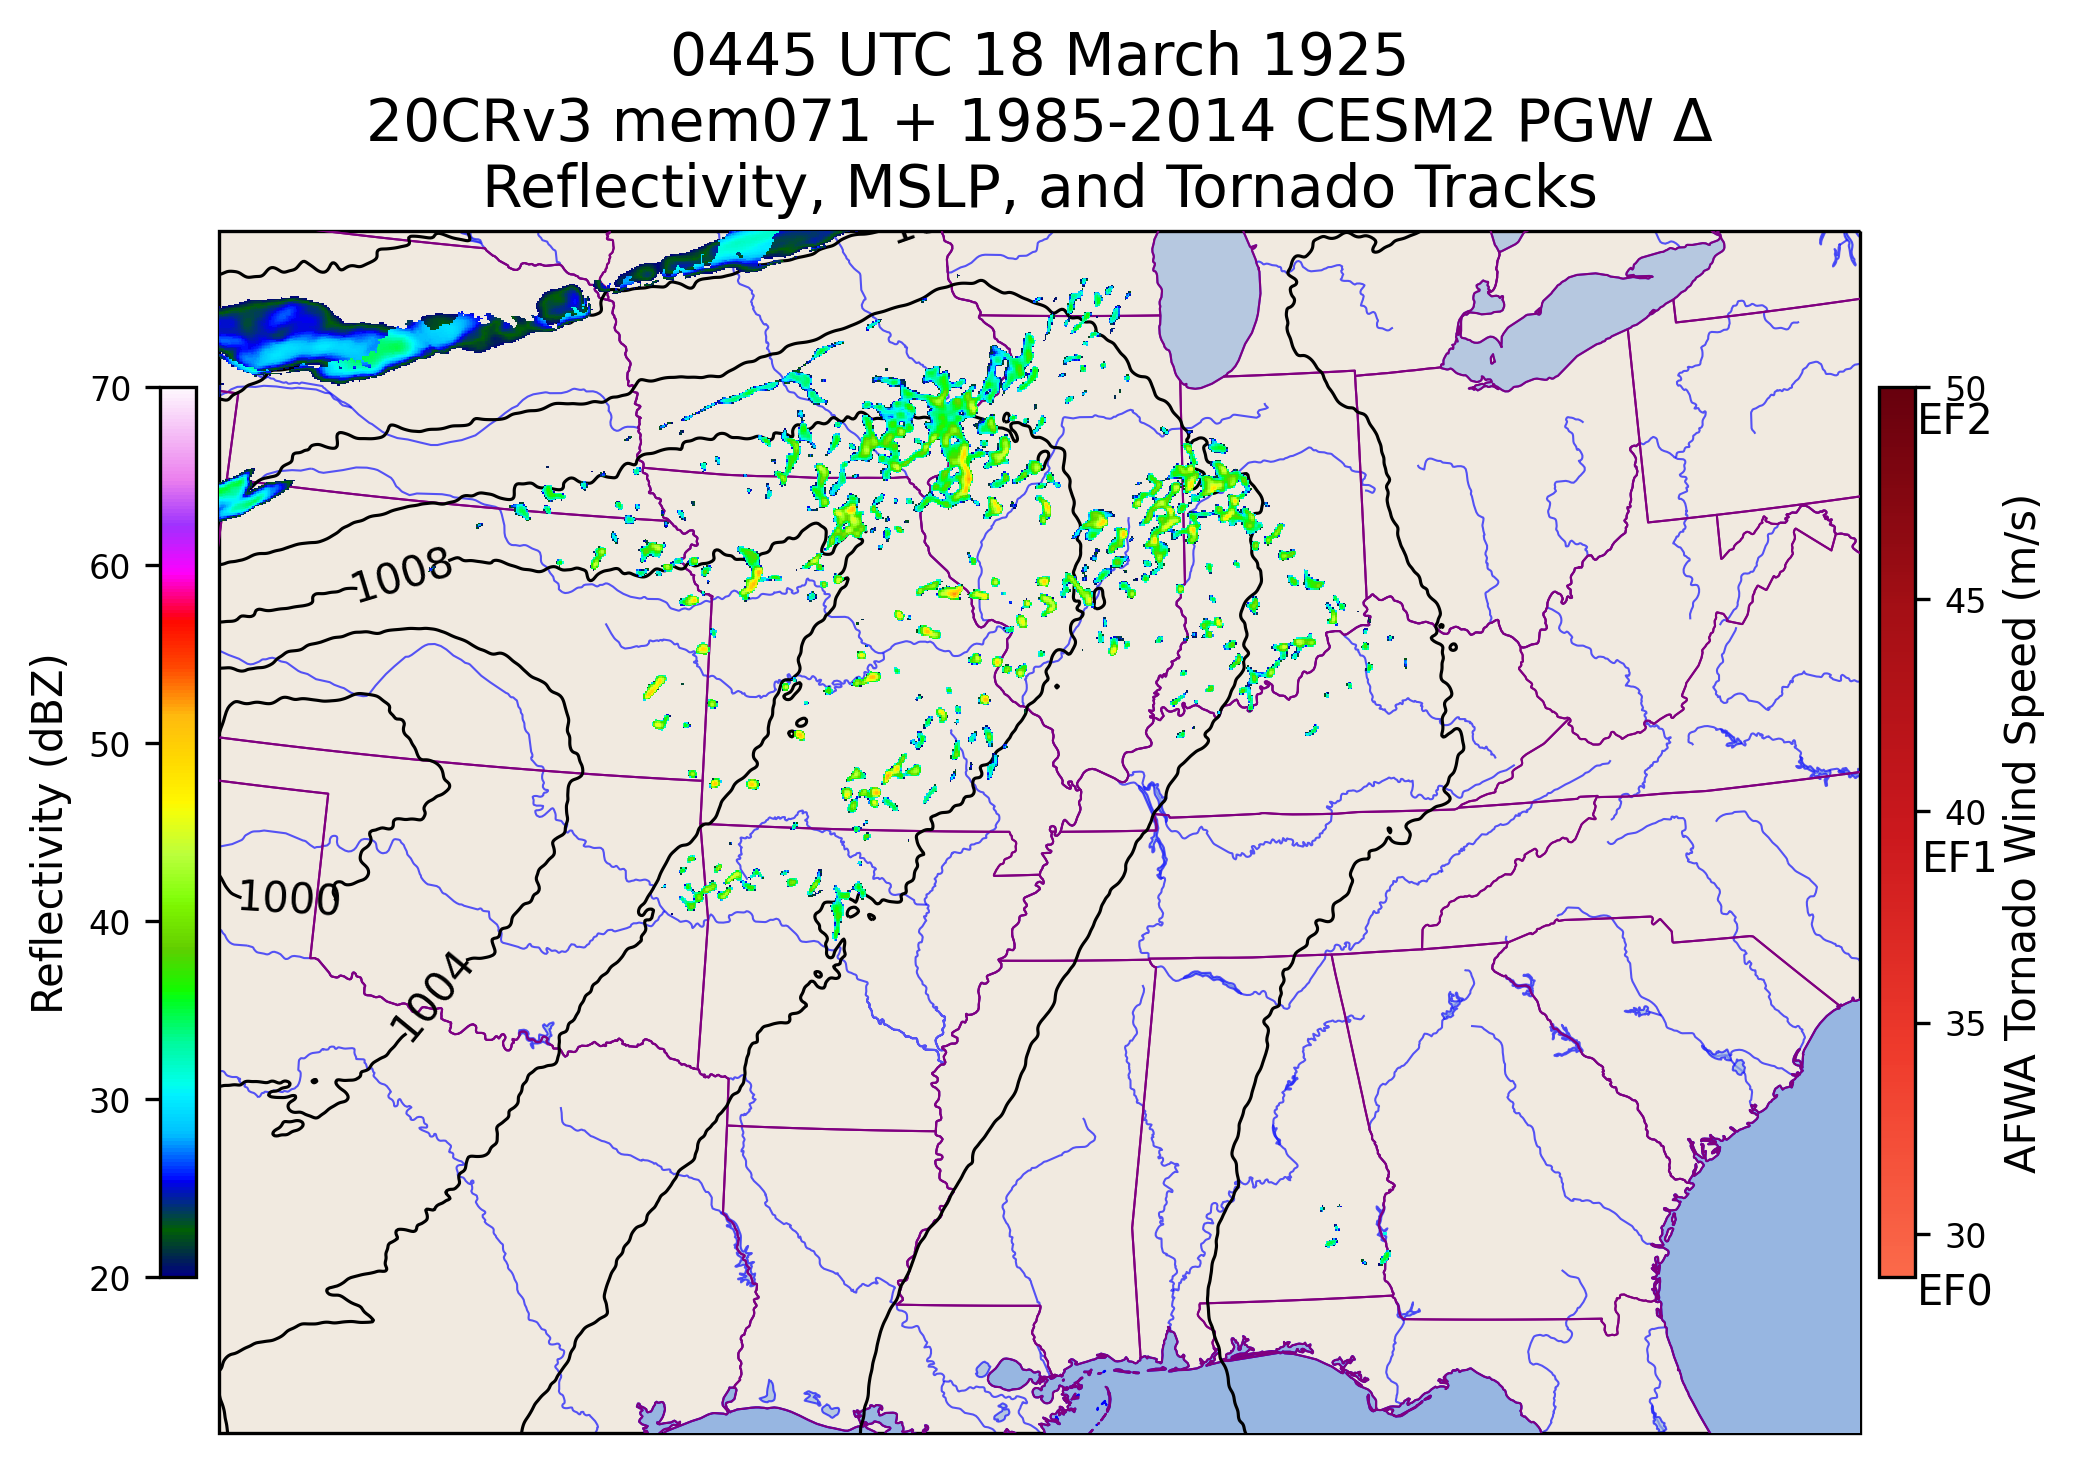 0445 UTC 18 March 1925
20CRv3 mem071 + 1985-2014 CESM2 PGW Δ
Reflectivity, MSLP, and Tornado Tracks
70
60
50
40
30
20
Reflectivity (dBZ)
1008
1000
1004
50
EF2
45
40
EF1
35
30
EF0
AFWA Tornado Wind Speed (m/s)